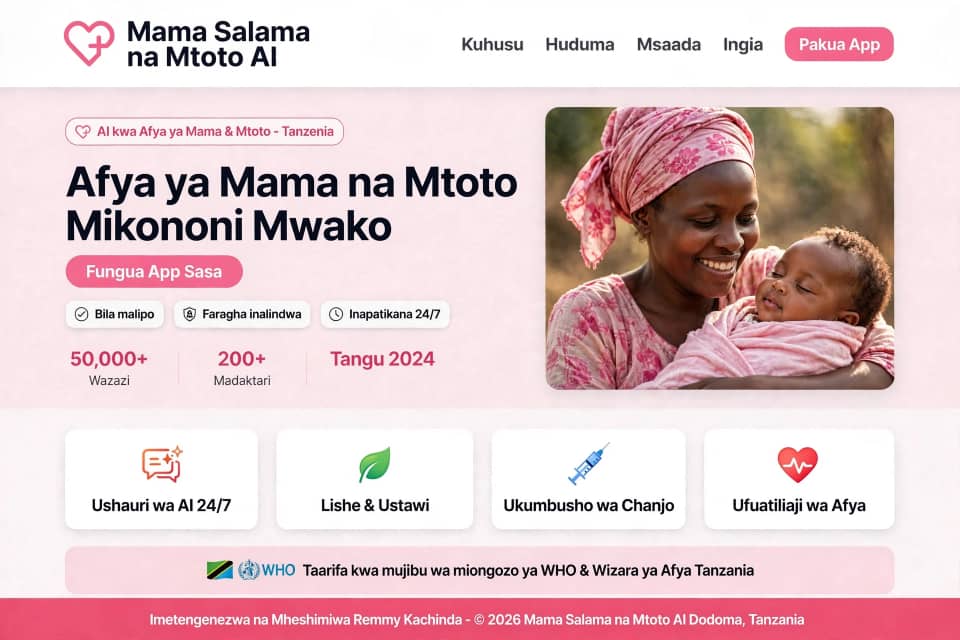 Mama Salama
na Mtoto AI
Kuhusu Huduma Msaada Ingia Pakua App
AI kwa Afya ya Mama & Mtoto - Tanzenia
Afya ya Mama na Mtoto
Mikononi Mwako
Fungua App Sasa
Bila malipo Faragha inalindwa Inapatikana 24/7
50,000+ 200+ Tangu 2024
Wazazi Madaktari
Ushauri wa AI 24/7 Lishe & Ustawi Ukumbusho wa Chanjo Ufuatiliaji wa Afya
WHO Taarifa kwa mujibu wa miongozo ya WHO & Wizara ya Afya Tanzania
Imetengenezwa na Mheshimiwa Remmy Kachinda - © 2026 Mama Salama na Mtoto AI Dodoma, Tanzania